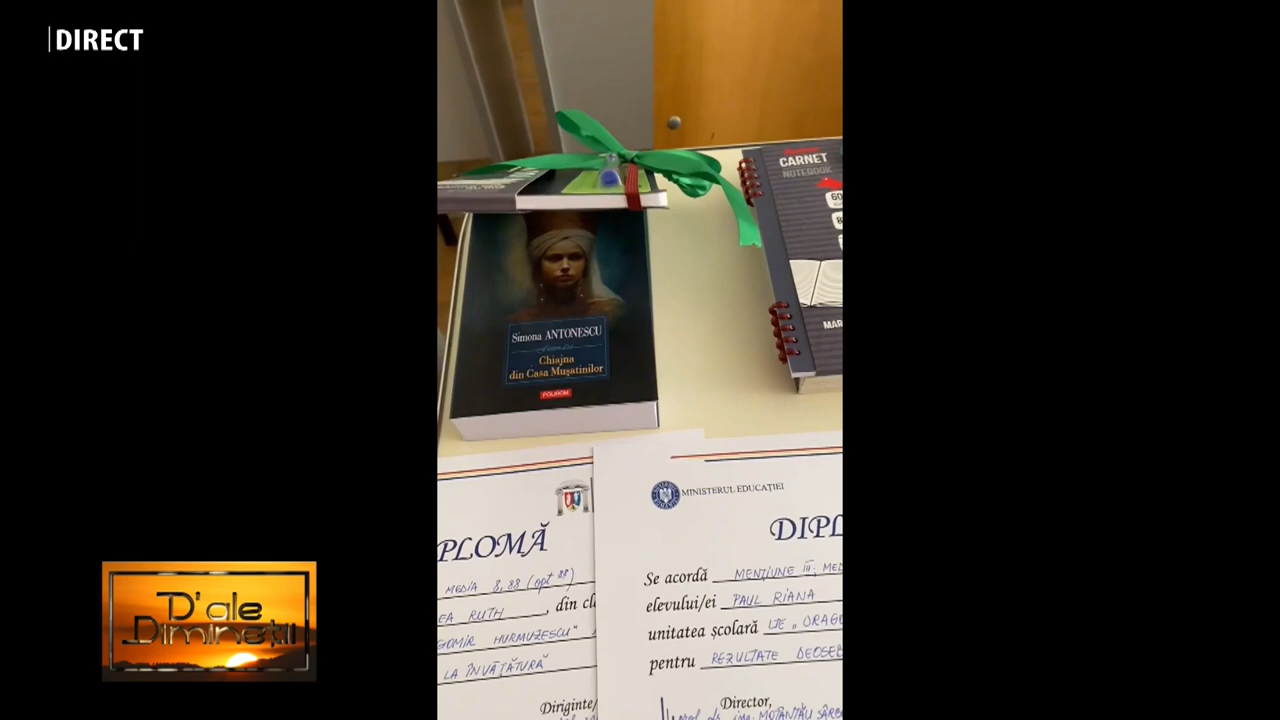 DIRECT
CARNET
NOTEBOOK
60
Simona ANTONESCU
Chiajna
din Casa Mușatinilor
POLIROM
MINISTERUL EDUCAȚIEI
PLOMĂ
MEDIA 8,88 (opt 88)
EA RUTH, din cl
GOMIR HURMUZESCU"
LA ÎNVĂȚĂTURĂ
Diriginte/
DIPL
Se acordă MENȚIUNE III; MED
elevului/ei PAUL RIANA
unitatea școlară LTE „DRAGO
pentru REZULTATE DEOSEB
Director,
D'ale
Dimineții